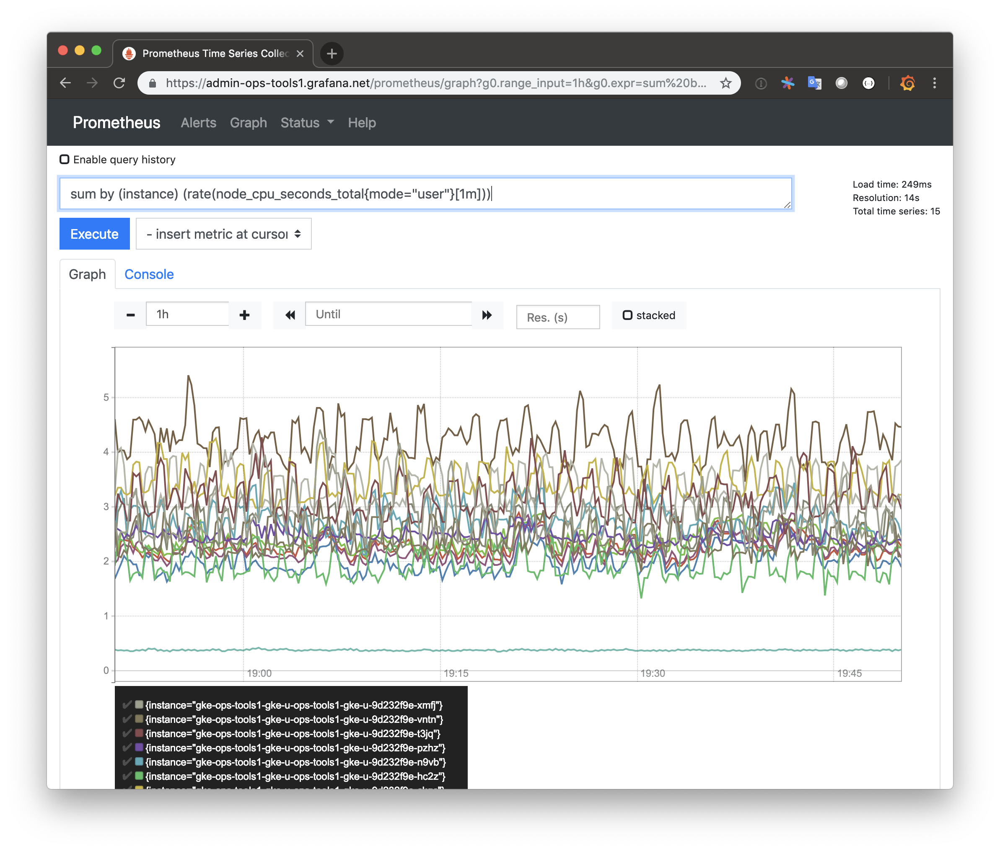 Prometheus Time Series Collec
https://admin-ops-tools1.grafana.net/prometheus/graph?g0.range_input=1h&g0.expr=sum%20b...
Prometheus Alerts Graph Status Help
Enable query history
sum by (instance) (rate(node_cpu_seconds_total{mode="user"}[1m]))
Load time: 249ms
Resolution: 14s
Total time series: 15
Execute
- insert metric at cursor
Graph Console
1h Until Res. (s) stacked
5
4
3
2
1
0
19:00 19:15 19:30 19:45
{instance="gke-ops-tools1-gke-u-ops-tools1-gke-u-9d232f9e-xmfj"}
{instance="gke-ops-tools1-gke-u-ops-tools1-gke-u-9d232f9e-vntn"}
{instance="gke-ops-tools1-gke-u-ops-tools1-gke-u-9d232f9e-t3jq"}
{instance="gke-ops-tools1-gke-u-ops-tools1-gke-u-9d232f9e-pzhz"}
{instance="gke-ops-tools1-gke-u-ops-tools1-gke-u-9d232f9e-n9vb"}
{instance="gke-ops-tools1-gke-u-ops-tools1-gke-u-9d232f9e-hc2z"}